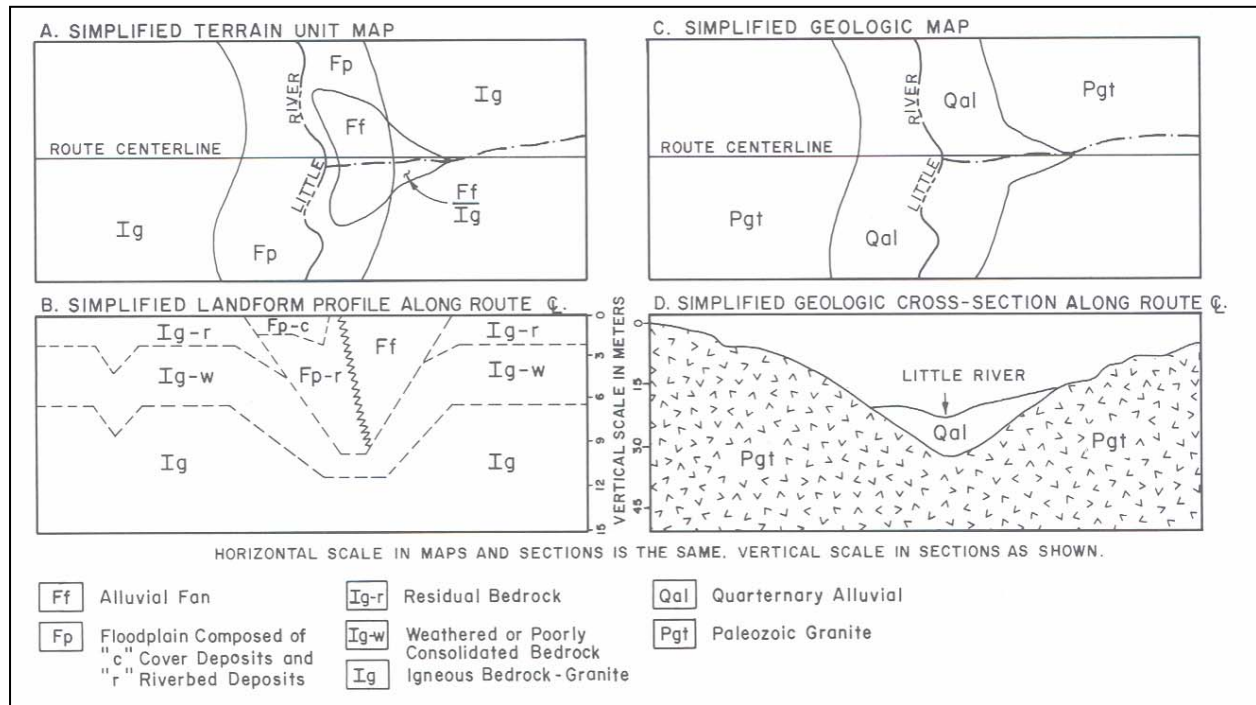 A. SIMPLIFIED TERRAIN UNIT MAP
Fp
RIVER
Ig
Ff
ROUTE CENTERLINE
LITTLE
Ff
Ig
Ig
Fp
B. SIMPLIFIED LANDFORM PROFILE ALONG ROUTE ℄.
Ig-r
Fp-c
Ig-r
Ff
Ig-w
Fp-r
Ig-w
Ig
Ig
0
3
6
9
12
15
VERTICAL SCALE IN METERS
C. SIMPLIFIED GEOLOGIC MAP
RIVER
Qal
Pgt
ROUTE CENTERLINE
LITTLE
Pgt
Qal
D. SIMPLIFIED GEOLOGIC CROSS-SECTION ALONG ROUTE ℄.
0
15
30
45
LITTLE RIVER
Qal
Pgt
Pgt
HORIZONTAL SCALE IN MAPS AND SECTIONS IS THE SAME. VERTICAL SCALE IN SECTIONS AS SHOWN.
Ff Alluvial Fan
Fp Floodplain Composed of
"c" Cover Deposits and
"r" Riverbed Deposits
Ig-r Residual Bedrock
Ig-w Weathered or Poorly
Consolidated Bedrock
Ig Igneous Bedrock - Granite
Qal Quarternary Alluvial
Pgt Paleozoic Granite